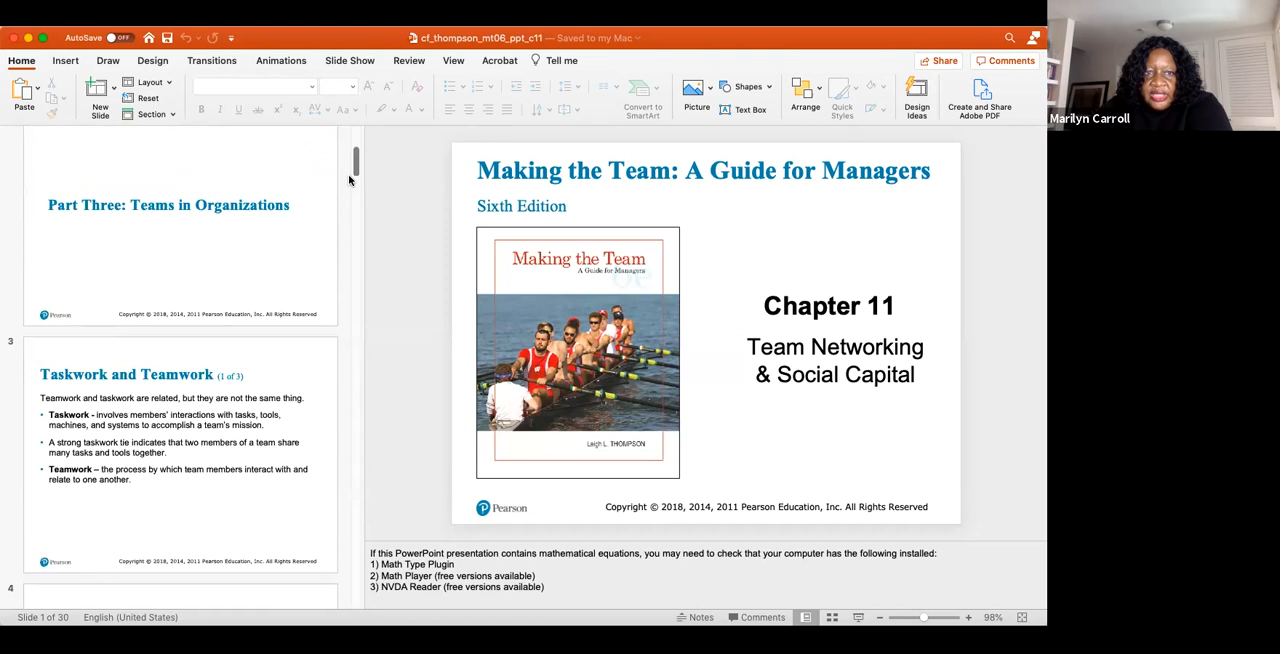 AutoSave OFF
cf_thompson_mt06_ppt_c11 — Saved to my Mac
Home Insert Draw Design Transitions Animations Slide Show Review View Acrobat Tell me
Share Comments
Paste
New
Slide
Layout
Reset
Section
B I U ab
Convert to
SmartArt
Picture
Shapes
Text Box
Arrange
Quick
Styles
Design
Ideas
Create and Share
Adobe PDF
Marilyn Carroll
Part Three: Teams in Organizations
Pearson Copyright © 2018, 2014, 2011 Pearson Education, Inc. All Rights Reserved
3
Taskwork and Teamwork (1 of 3)
Teamwork and taskwork are related, but they are not the same thing.
• Taskwork - involves members' interactions with tasks, tools,
machines, and systems to accomplish a team's mission.
• A strong taskwork tie indicates that two members of a team share
many tasks and tools together.
• Teamwork – the process by which team members interact with and
relate to one another.
Pearson Copyright © 2018, 2014, 2011 Pearson Education, Inc. All Rights Reserved
4
Making the Team: A Guide for Managers
Sixth Edition
Making the Team
A Guide for Managers
6e
Leigh L. THOMPSON
Chapter 11
Team Networking
& Social Capital
Pearson Copyright © 2018, 2014, 2011 Pearson Education, Inc. All Rights Reserved
If this PowerPoint presentation contains mathematical equations, you may need to check that your computer has the following installed:
1) Math Type Plugin
2) Math Player (free versions available)
3) NVDA Reader (free versions available)
Slide 1 of 30 English (United States) Notes Comments 98%